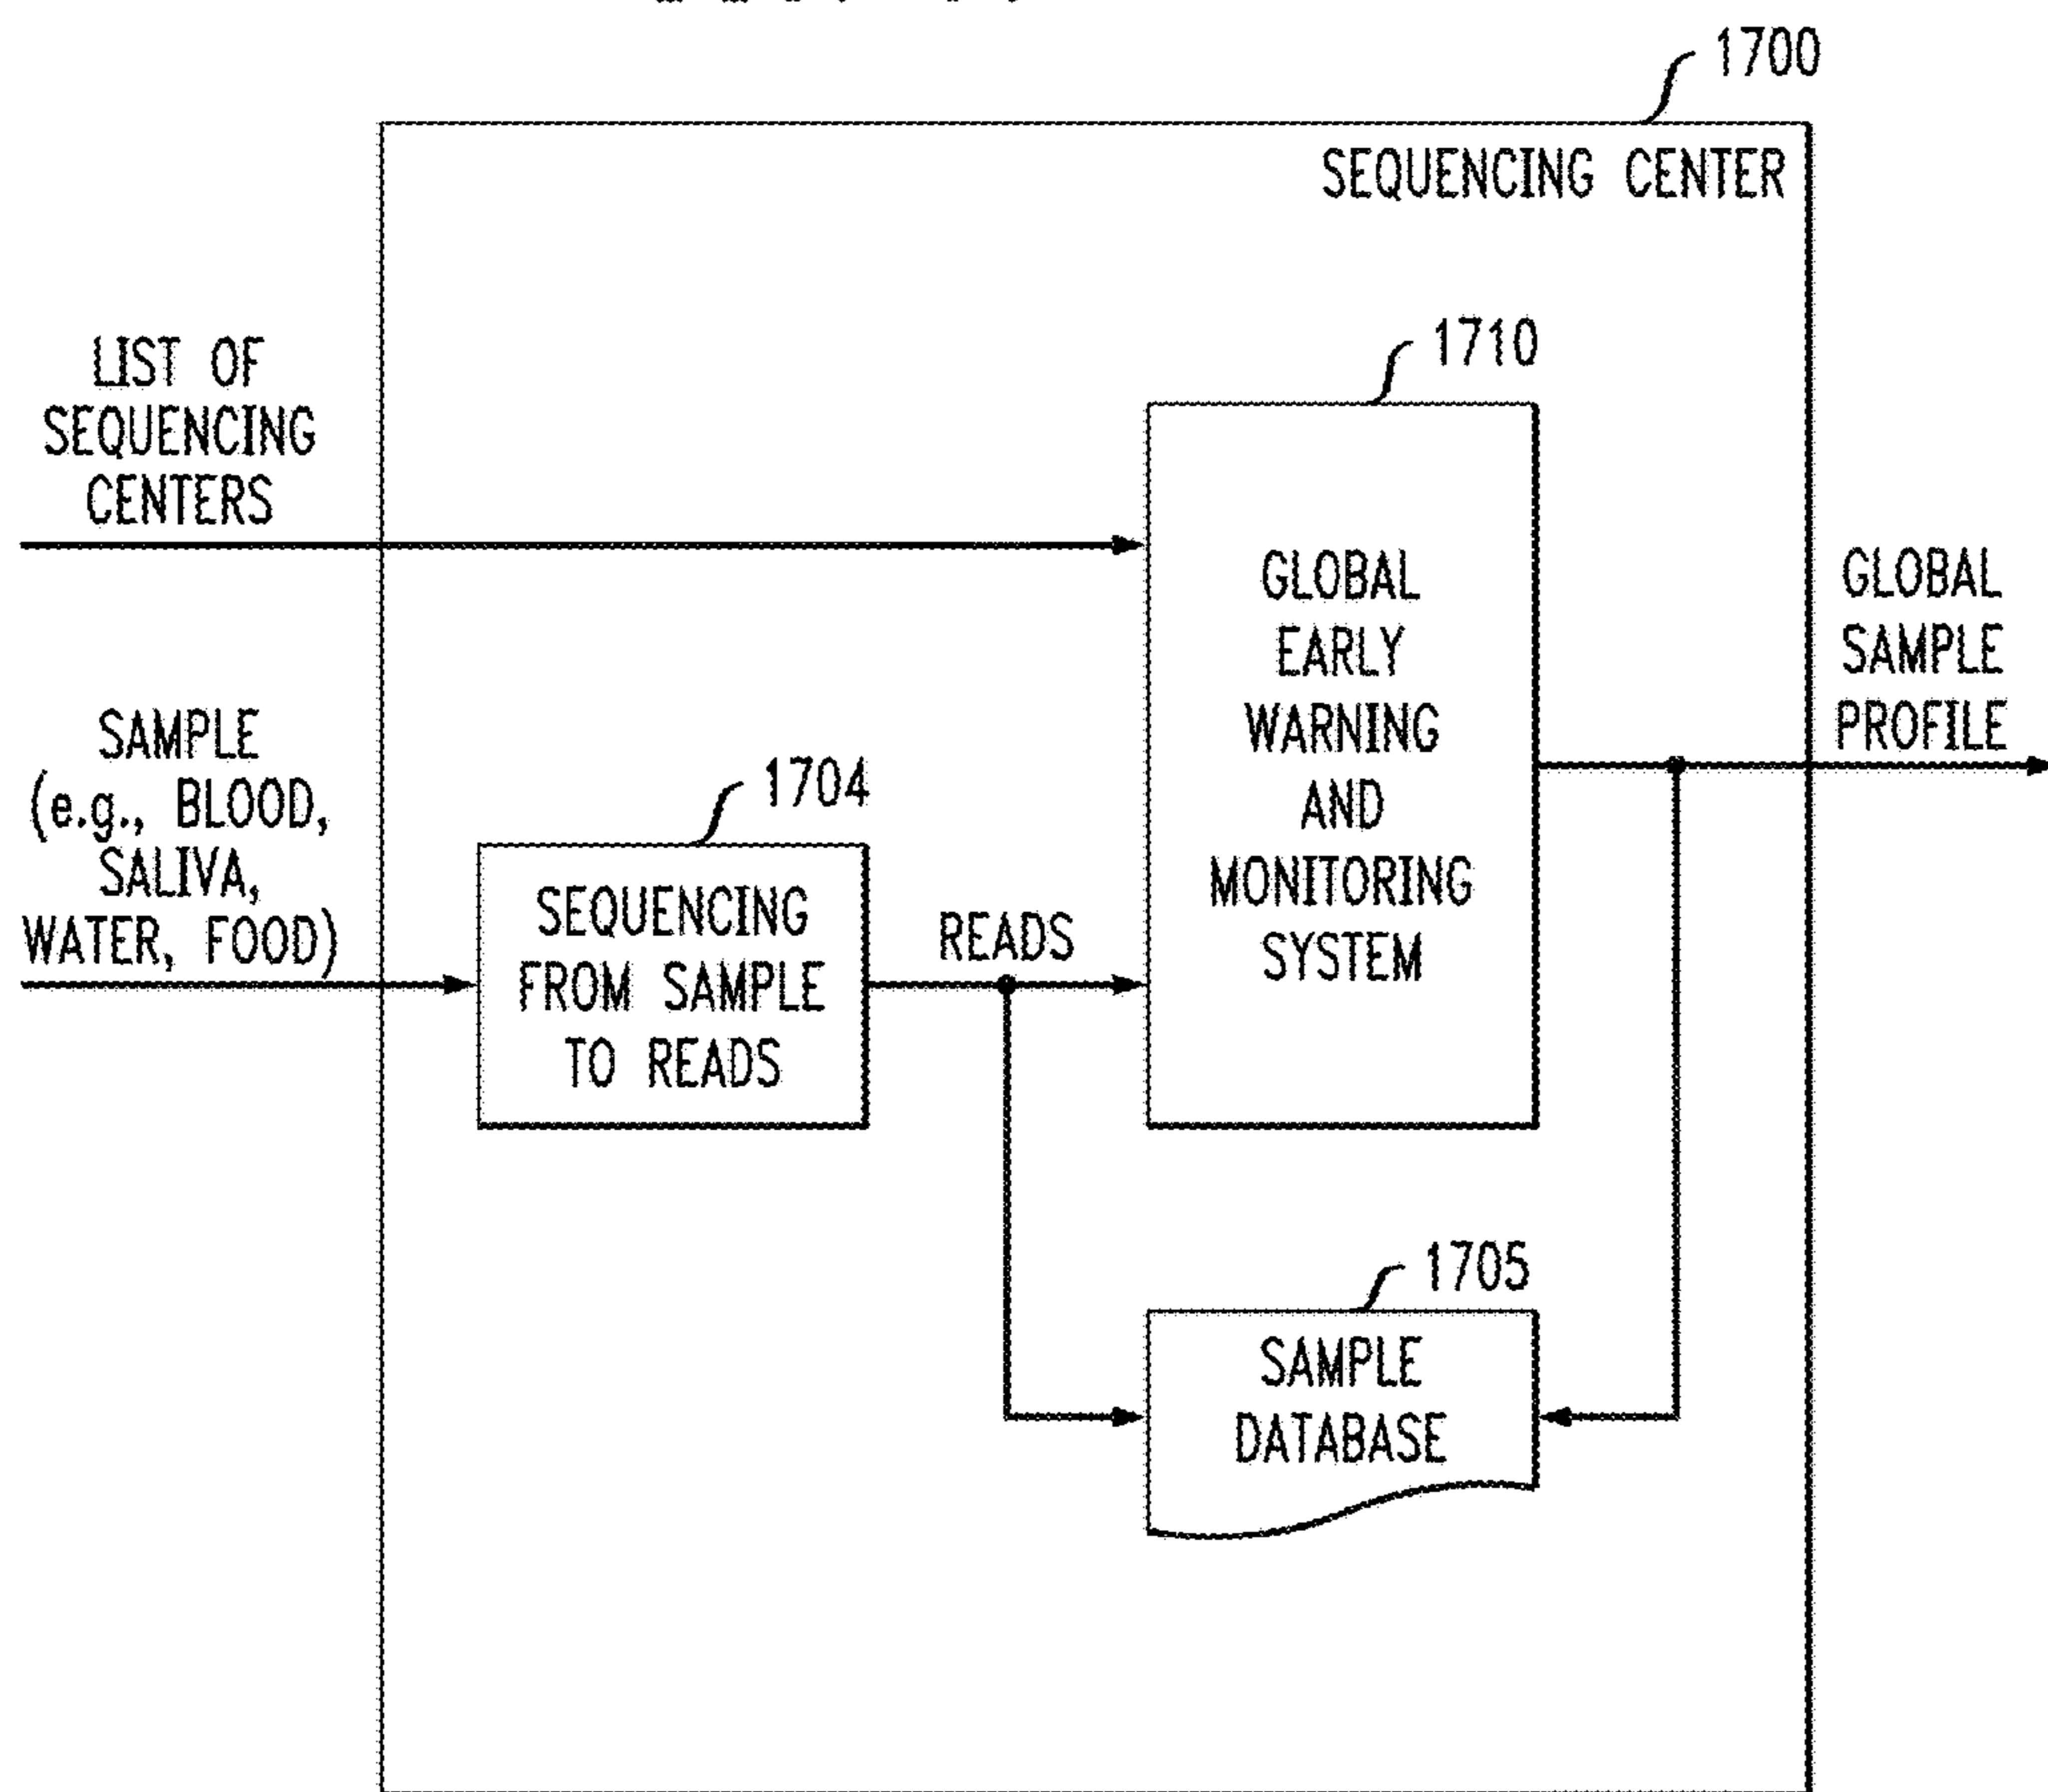 1700
SEQUENCING CENTER
1710
LIST OF
SEQUENCING
CENTERS
GLOBAL
EARLY
WARNING
AND
MONITORING
SYSTEM
GLOBAL
SAMPLE
PROFILE
SAMPLE
(e.g., BLOOD,
SALIVA,
WATER, FOOD)
1704
SEQUENCING
FROM SAMPLE
TO READS
READS
1705
SAMPLE
DATABASE